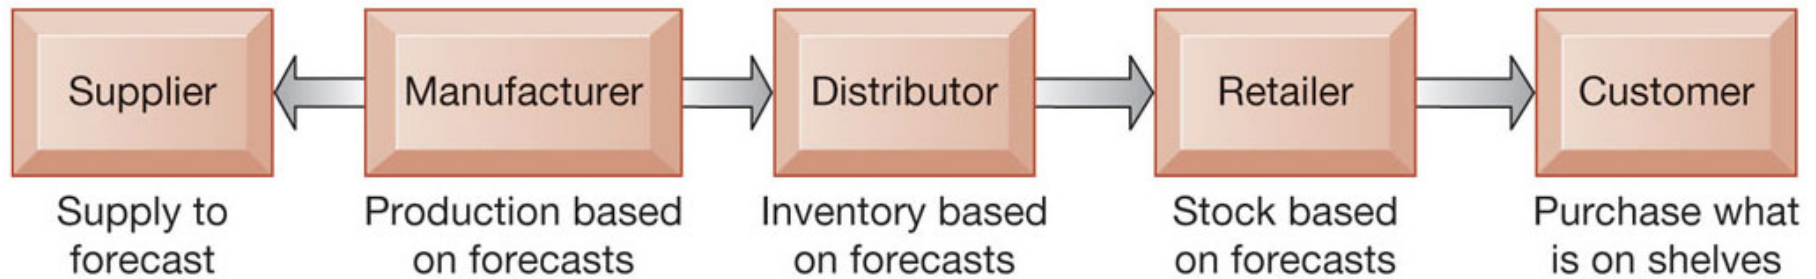 Supplier
Manufacturer
Distributor
Retailer
Customer
Supply to
forecast
Production based
on forecasts
Inventory based
on forecasts
Stock based
on forecasts
Purchase what
is on shelves